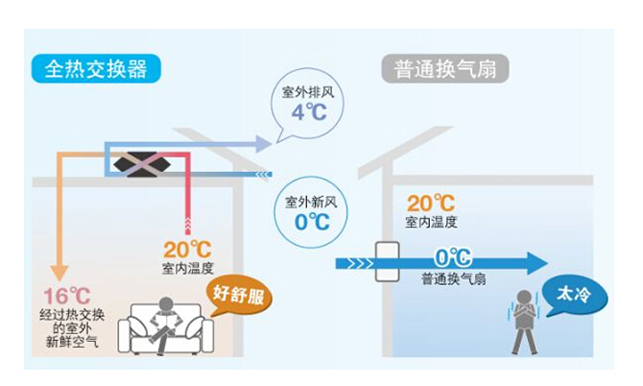 全热交换器
普通换气扇
室外排风
4℃
室外新风
0℃
20℃
室内温度
16℃
经过热交换
的室外
新鲜空气
好舒服
20℃
室内温度
0℃
普通换气扇
太冷